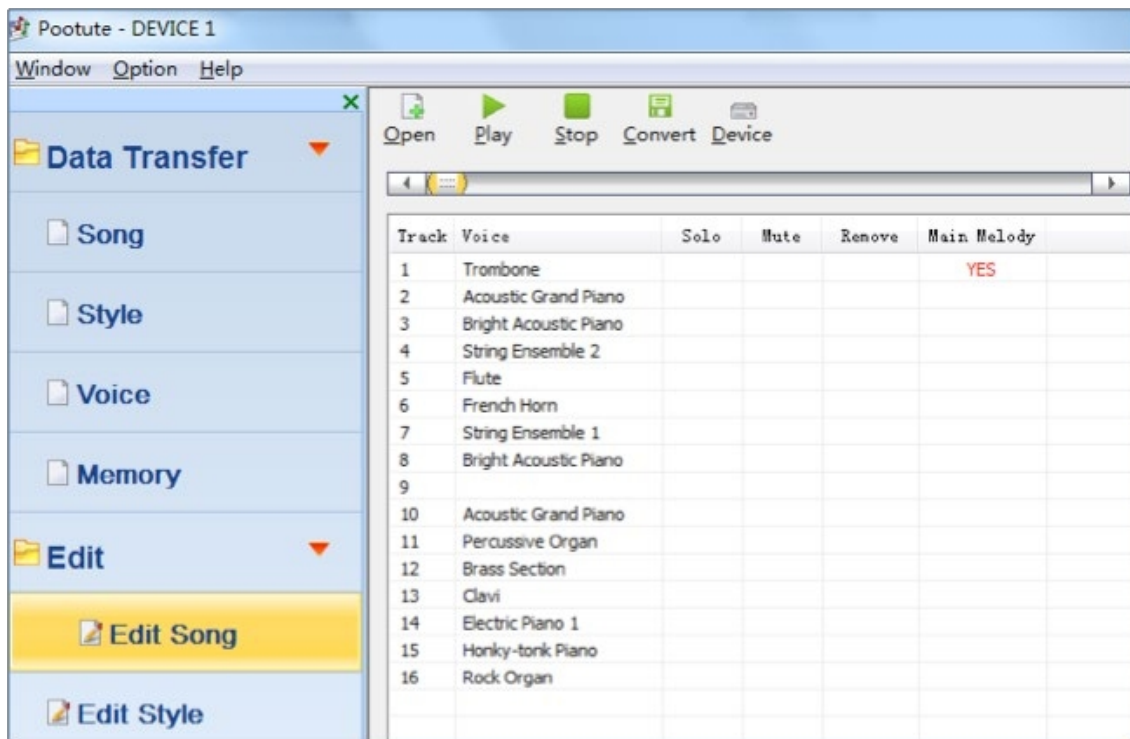 Pootute - DEVICE 1
Window Option Help
Data Transfer
Song
Style
Voice
Memory
Edit
Edit Song
Edit Style
Open Play Stop Convert Device
Track Voice Solo Mute Remove Main Melody
1 Trombone YES
2 Acoustic Grand Piano
3 Bright Acoustic Piano
4 String Ensemble 2
5 Flute
6 French Horn
7 String Ensemble 1
8 Bright Acoustic Piano
9
10 Acoustic Grand Piano
11 Percussive Organ
12 Brass Section
13 Clavi
14 Electric Piano 1
15 Honky-tonk Piano
16 Rock Organ